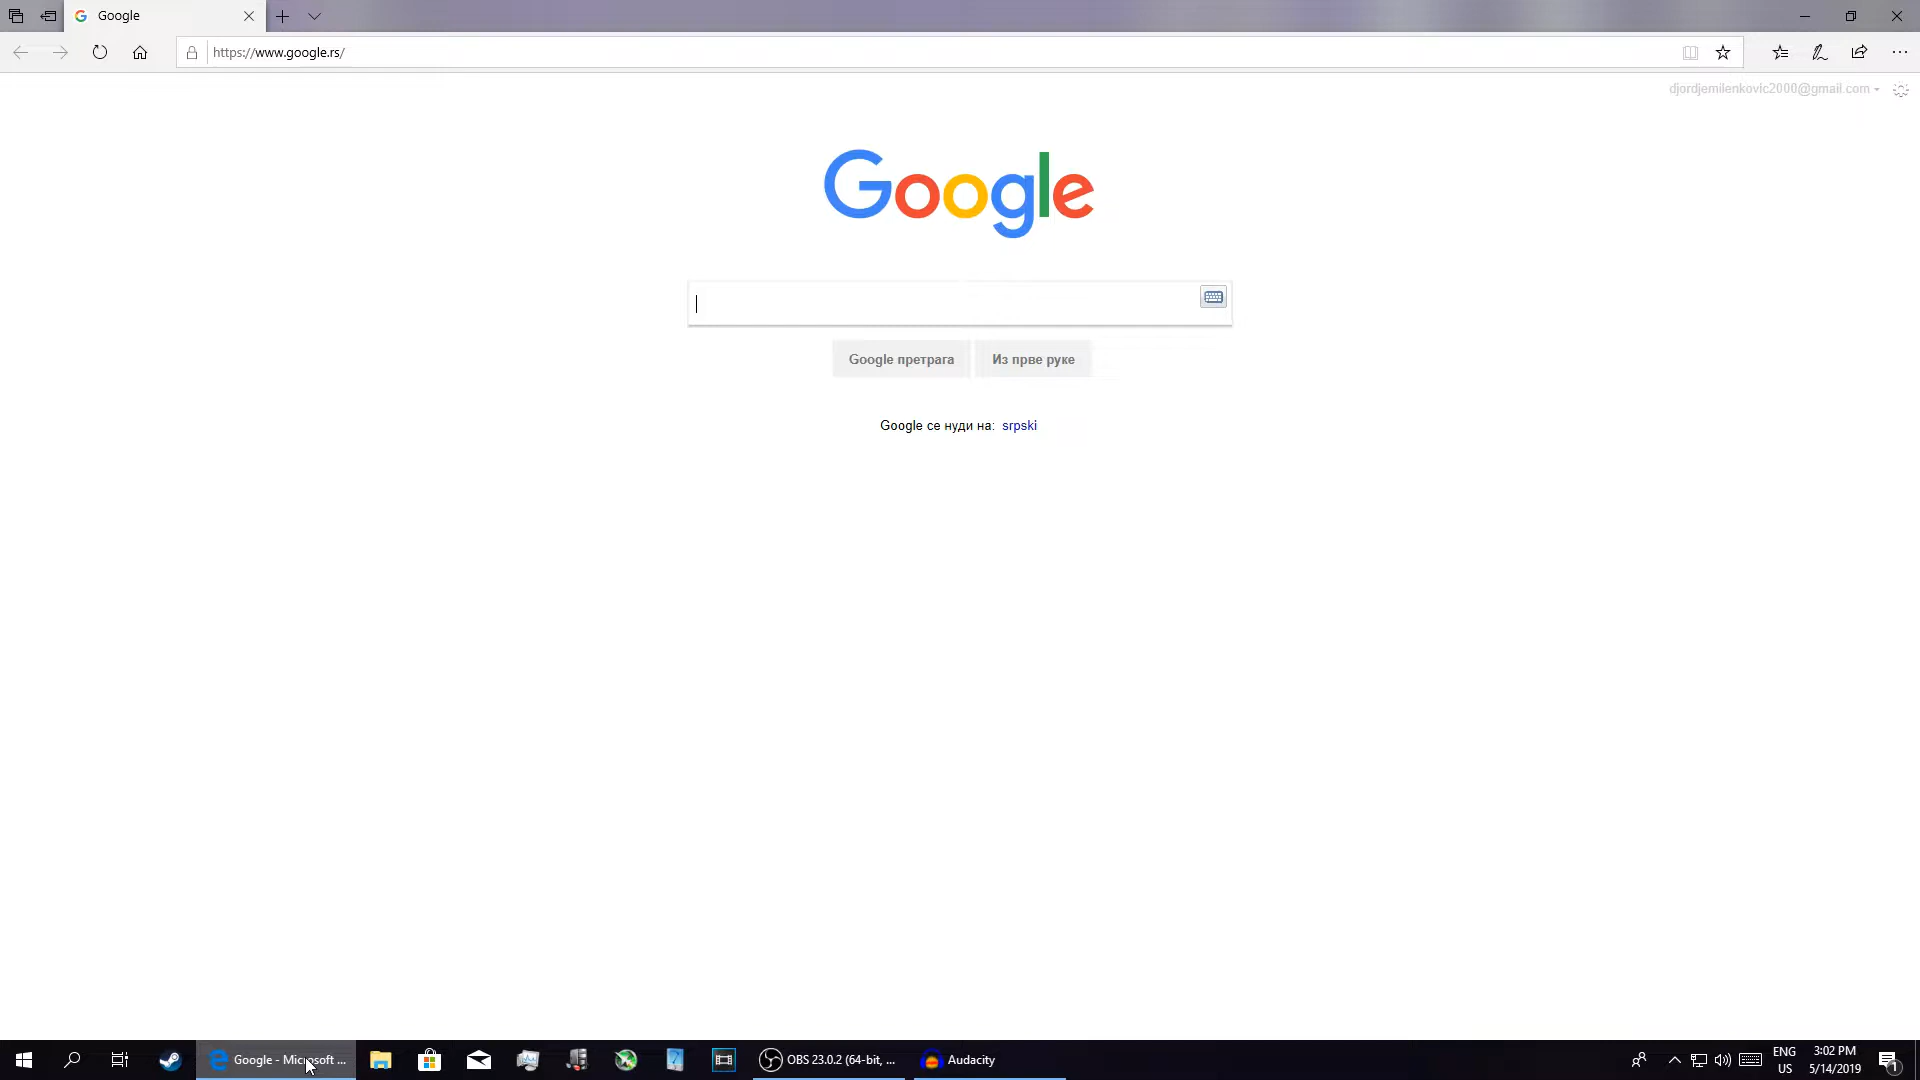 Google
https://www.google.rs/
djordjemilenkovic2000@gmail.com
Google
Google претрага
Из прве руке
Google се нуди на: srpski
Google - Microsoft ...
OBS 23.0.2 (64-bit, ...
Audacity
ENG
US
3:02 PM
5/14/2019
1